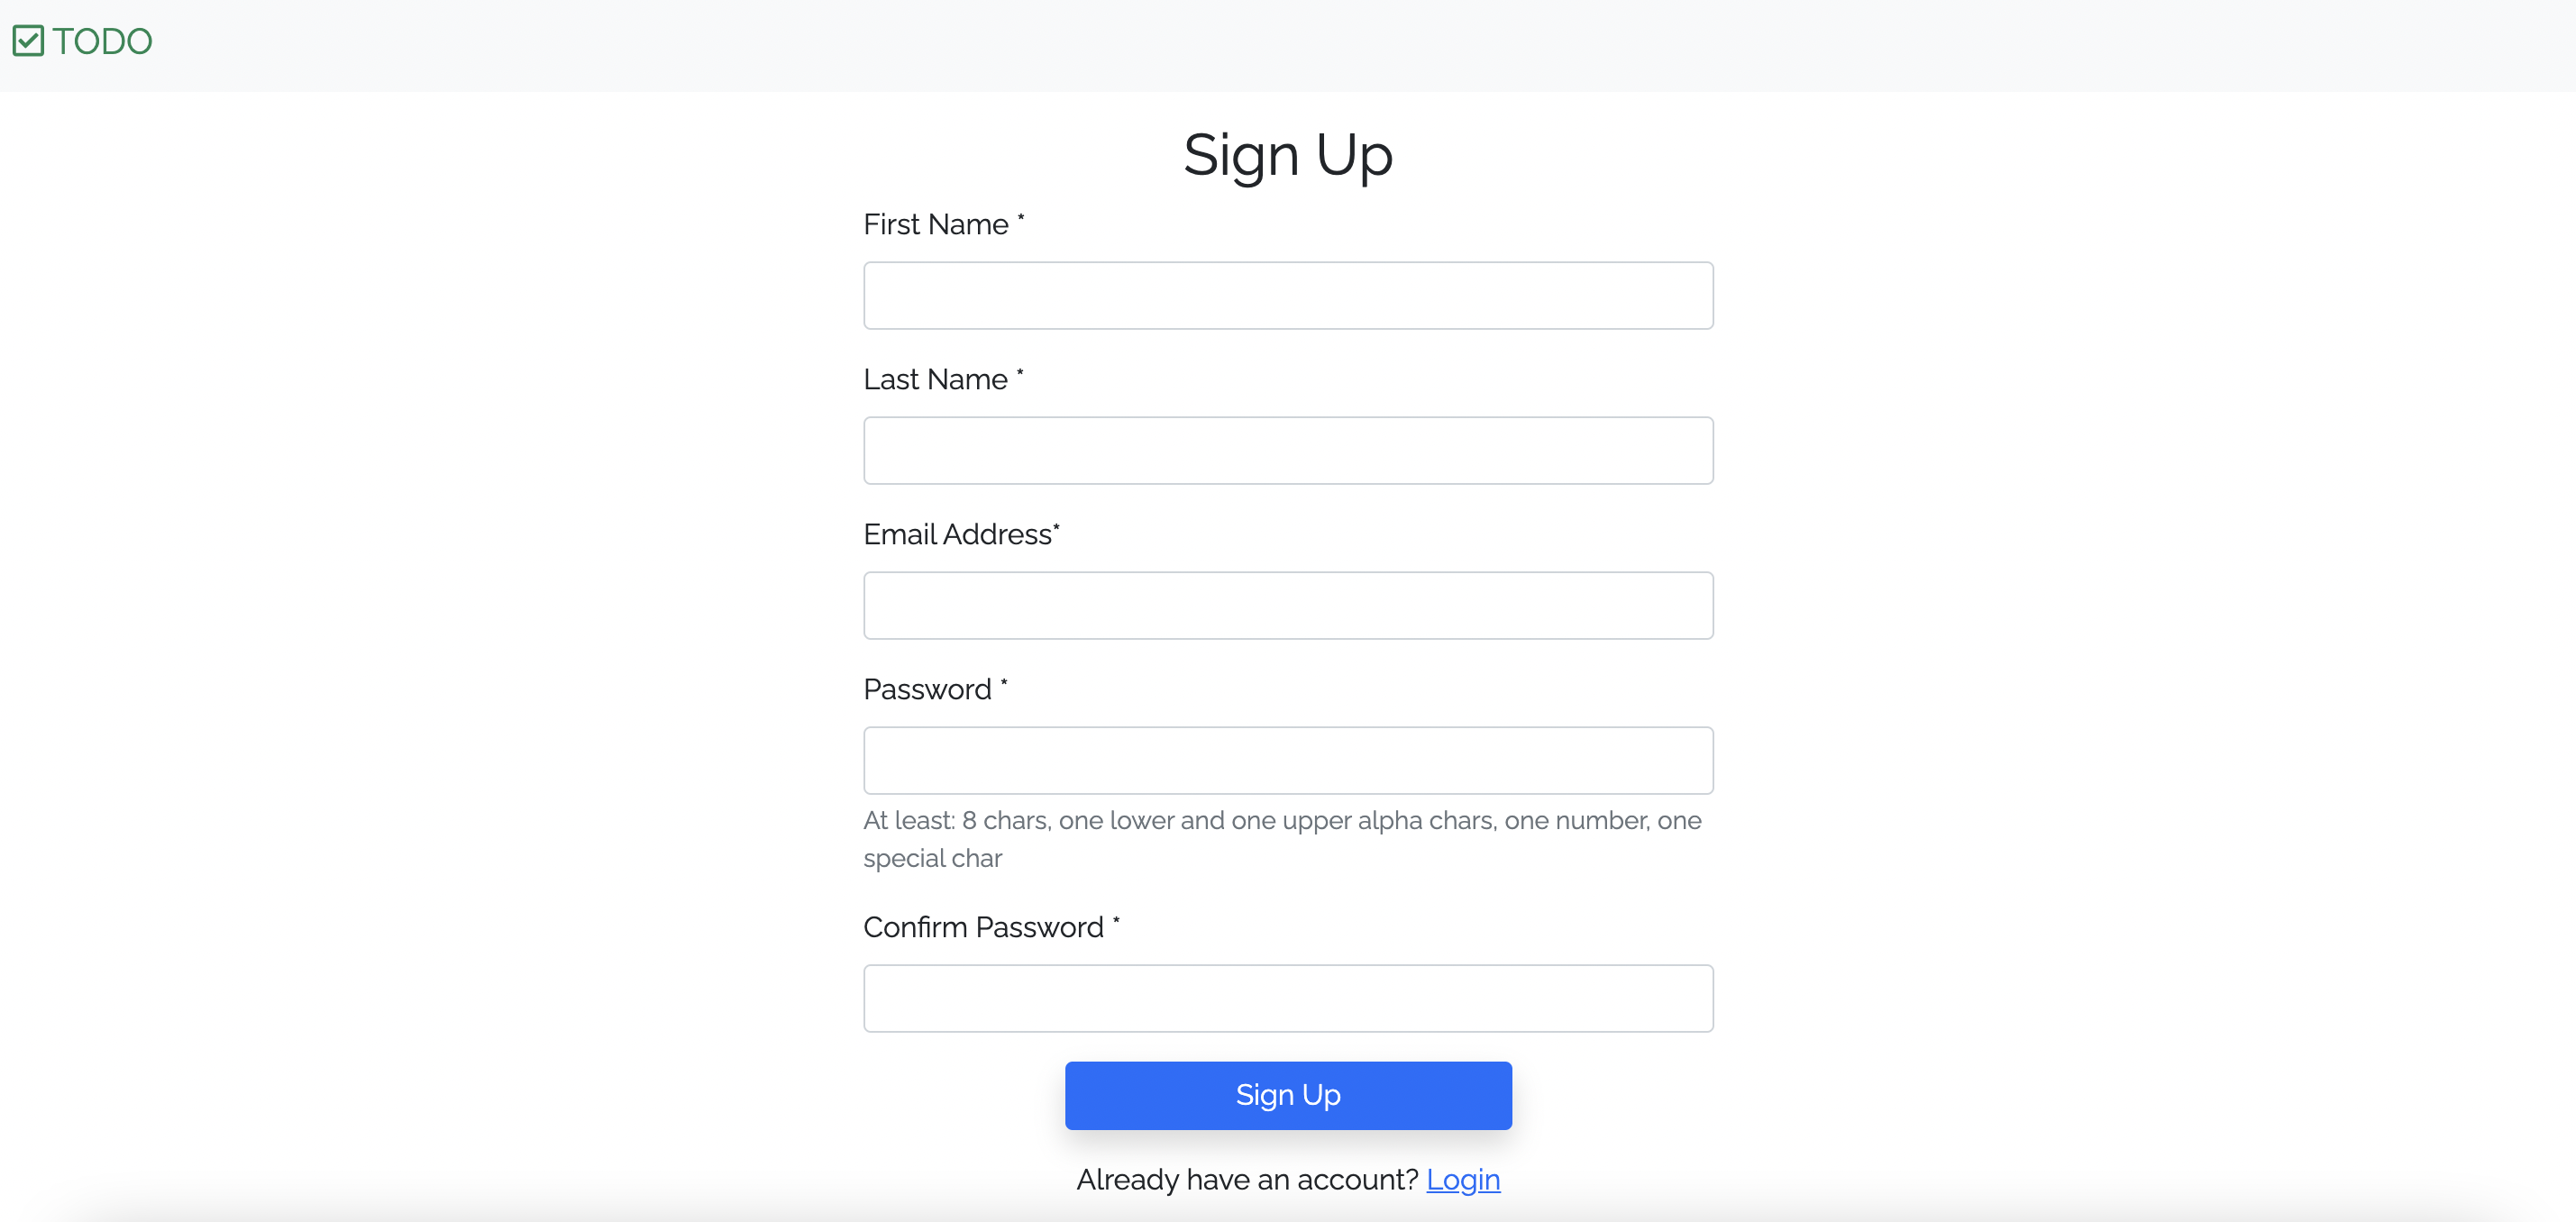 TODO
Sign Up
First Name *
Last Name *
Email Address*
Password *
At least: 8 chars, one lower and one upper alpha chars, one number, one
special char
Confirm Password *
Sign Up
Already have an account? Login